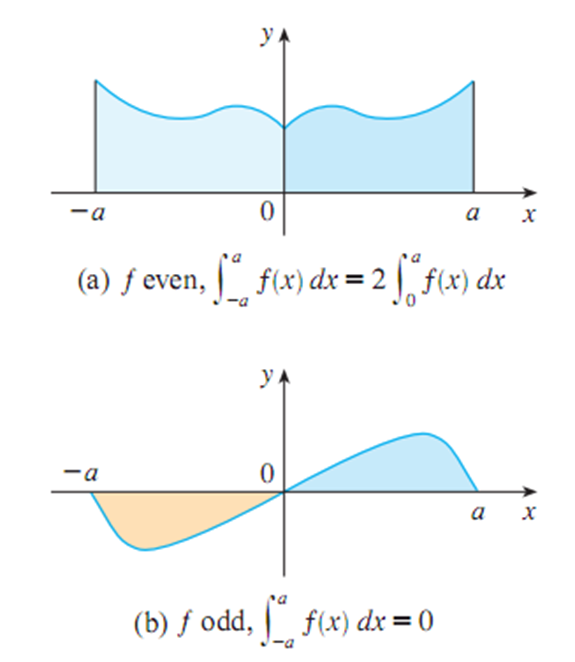 y
−a 0 a x
(a) f even, ∫_{−a}^{a} f(x) dx = 2 ∫_{0}^{a} f(x) dx
y
−a 0
a x
(b) f odd, ∫_{−a}^{a} f(x) dx = 0